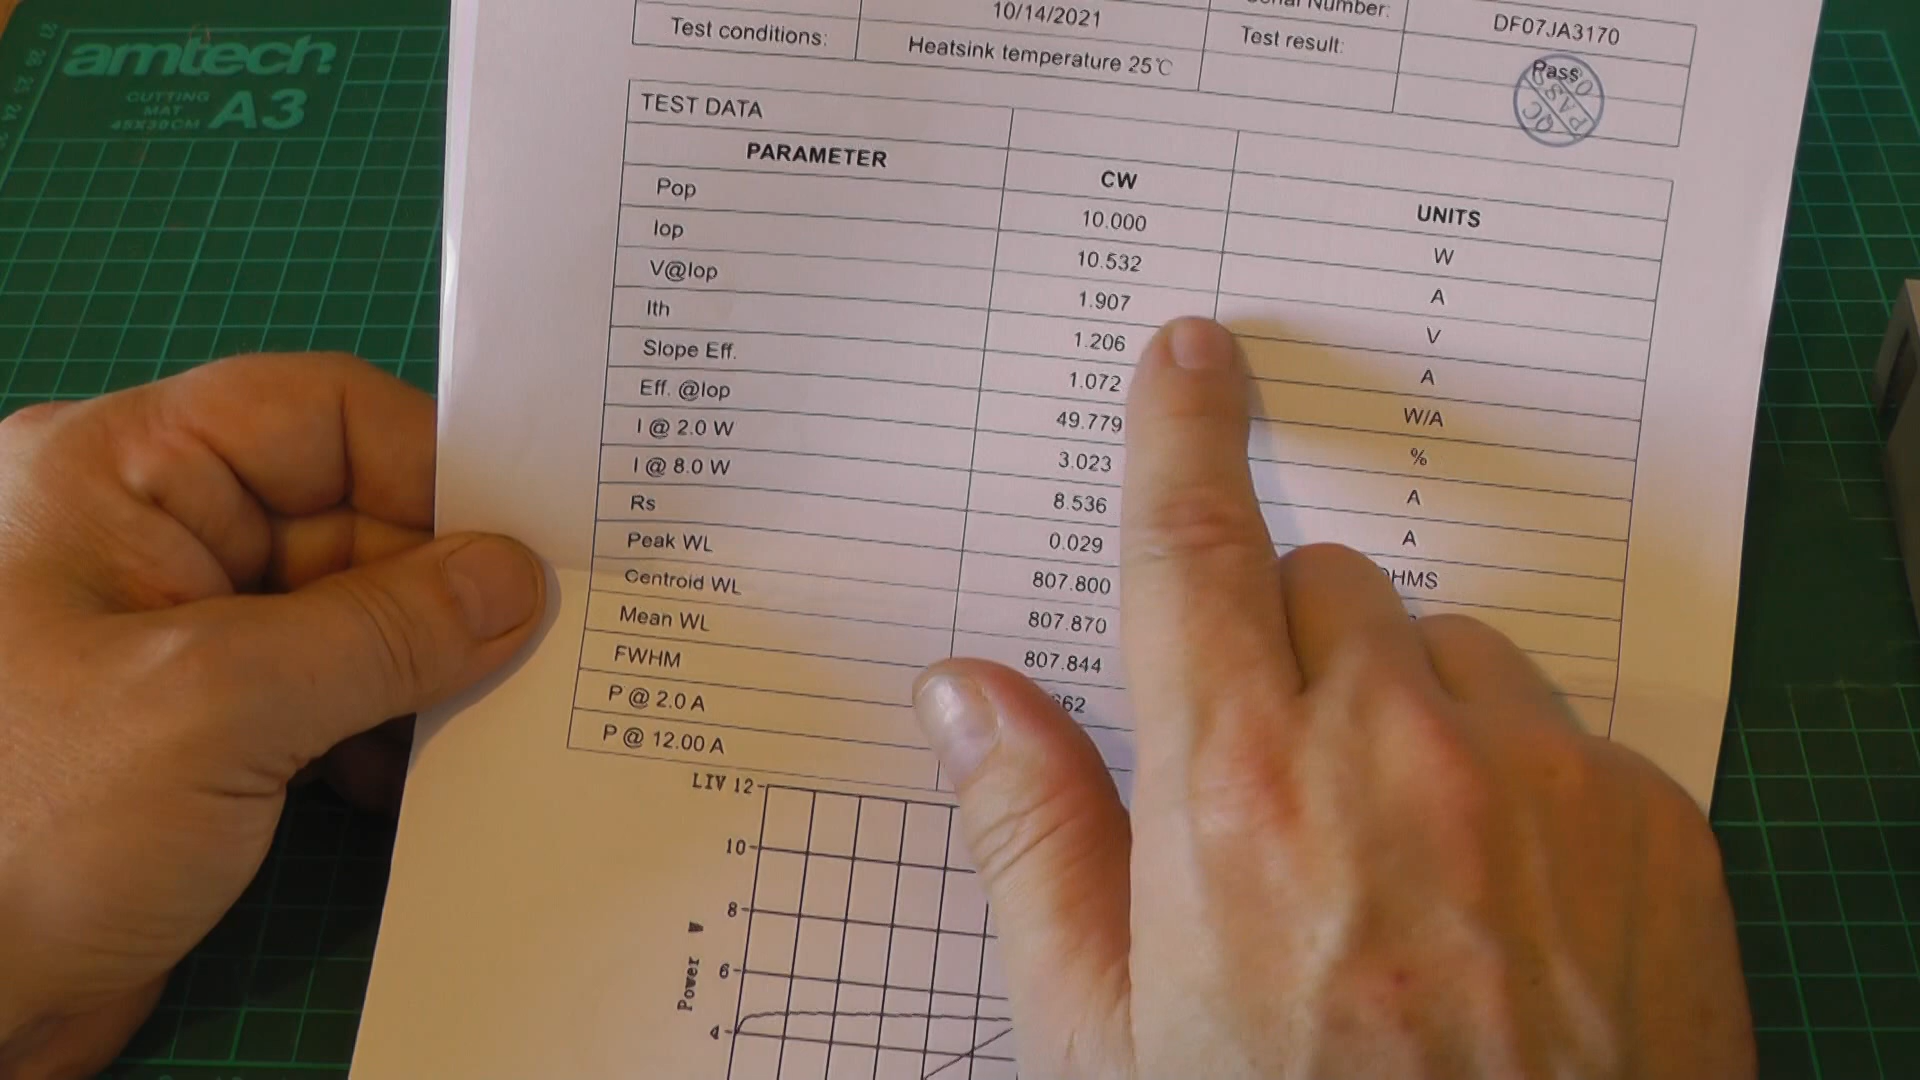 amtech
CUTTING
MAT
45X30CM
A3
10/14/2021
Number:
DF07JA3170
Test conditions:
Heatsink temperature 25℃
Test result:
Pass
QC
PASS
TEST DATA
PARAMETER
CW
UNITS
Pop
10.000
W
Iop
10.532
A
V@Iop
1.907
V
Ith
1.206
A
Slope Eff.
1.072
W/A
Eff. @Iop
49.779
%
I @ 2.0 W
3.023
A
I @ 8.0 W
8.536
A
Rs
0.029
OHMS
Peak WL
807.800
Centroid WL
807.870
Mean WL
807.844
FWHM
62
P @ 2.0 A
P @ 12.00 A
LIV 12
10
8
6
4
Power W